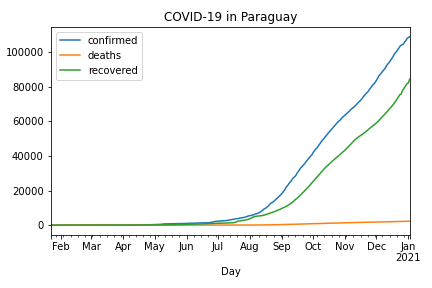 COVID-19 in Paraguay
confirmed
deaths
recovered
100000
80000
60000
40000
20000
0
Feb Mar Apr May Jun Jul Aug Sep Oct Nov Dec Jan
2021
Day